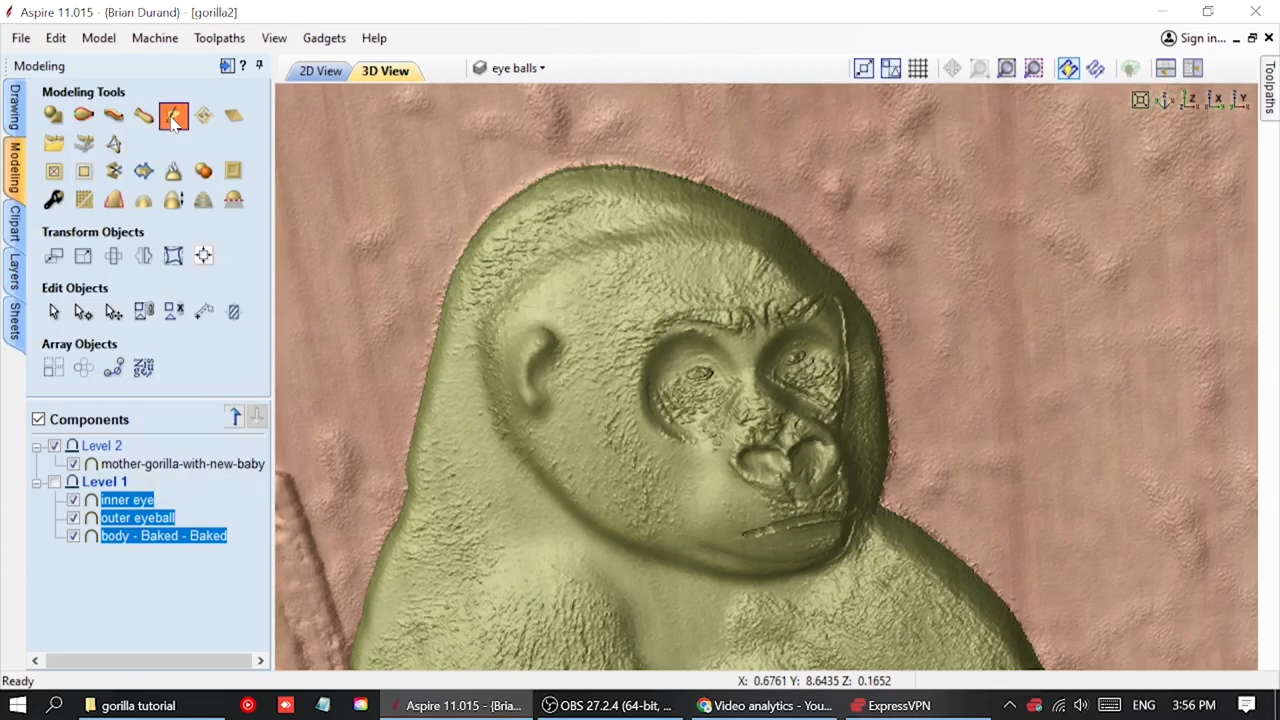 Aspire 11.015 - {Brian Durand} - [gorilla2]
File Edit Model Machine Toolpaths View Gadgets Help
Sign in...
Modeling
2D View 3D View eye balls
Modeling Tools
Drawing
Modeling
Clipart
Layers
Sheets
Toolpaths
Z X Y
Transform Objects
Edit Objects
Array Objects
Components
Level 2
mother-gorilla-with-new-baby
Level 1
inner eye
outer eyeball
body - Baked - Baked
Ready X: 0.6761 Y: 8.6435 Z: 0.1652
gorilla tutorial Aspire 11.015 - {Bria... OBS 27.2.4 (64-bit, ... Video analytics - You... ExpressVPN ENG 3:56 PM